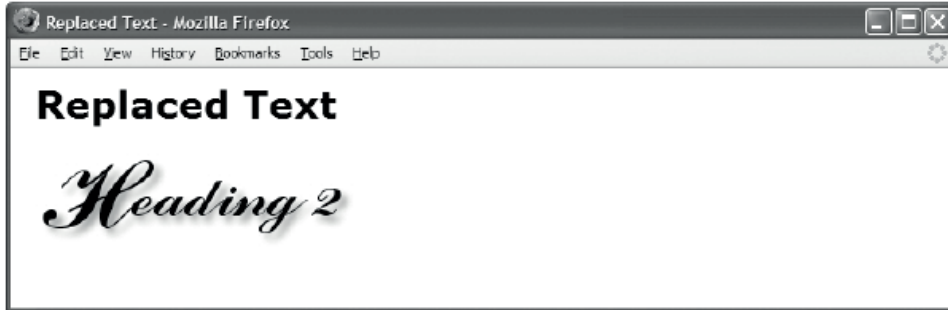 Replaced Text - Mozilla Firefox
File Edit View History Bookmarks Tools Help
Replaced Text
Heading 2